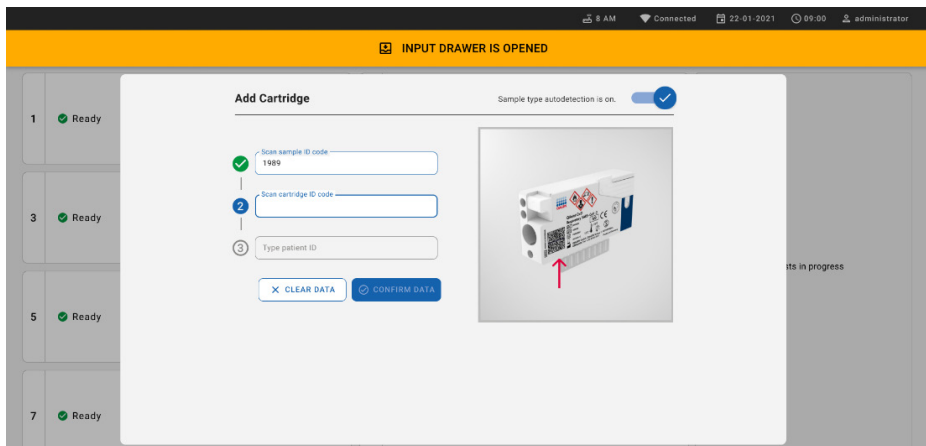 8 AM Connected 22-01-2021 09:00 administrator
INPUT DRAWER IS OPENED
Add Cartridge
Sample type autodetection is on.
1 Ready
Scan sample ID code
1989
Scan cartridge ID code
2
3 Ready
3 Type patient ID
sts in progress
CLEAR DATA CONFIRM DATA
5 Ready
7 Ready